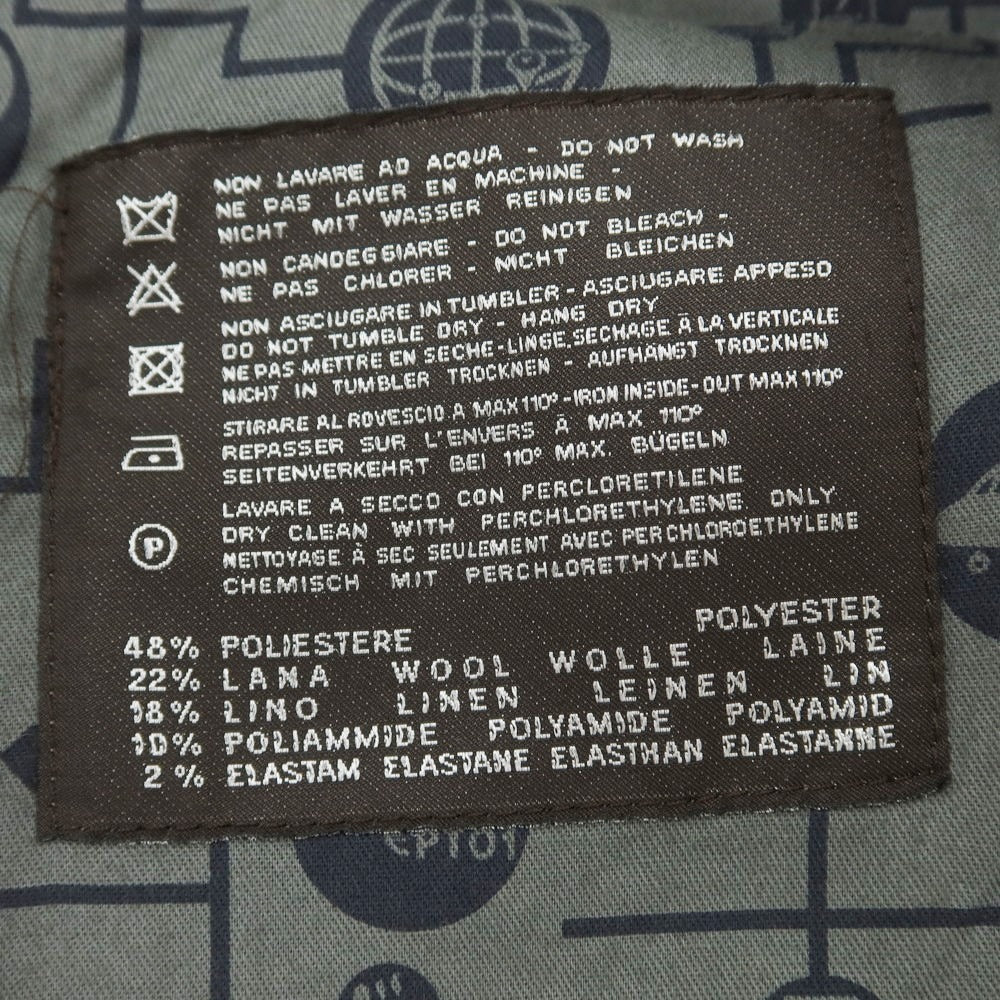 NON LAVARE AD ACQUA - DO NOT WASH
NE PAS LAVER EN MACHINE -
NICHT MIT WASSER REINIGEN
NON CANDEGGIARE - DO NOT BLEACH -
NE PAS CHLORER - NICHT BLEICHEN
NON ASCIUGARE IN TUMBLER - ASCIUGARE APPESO
DO NOT TUMBLE DRY - HANG DRY
NE PAS METTRE EN SECHE-LINGE, SECHAGE À LA VERTICALE
NICHT IN TUMBLER TROCKNEN - AUFHÄNGT TROCKNEN
STIRARE AL ROVESCIO A MAX 110° - IRON INSIDE-OUT MAX 110°
REPASSER SUR L'ENVERS À MAX 110°
SEITENVERKEHRT BEI 110° MAX. BÜGELN
P
LAVARE A SECCO CON PERCLORETILENE
DRY CLEAN WITH PERCHLORETHYLENE ONLY
NETTOYAGE À SEC SEULEMENT AVEC PERCHLOROETHYLENE
CHEMISCH MIT PERCHLORETHYLEN
48% POLIESTERE POLYESTER
22% LANA WOOL WOLLE LAINE
18% LINO LINEN LEINEN LIN
10% POLIAMMIDE POLYAMIDE POLYAMID
2% ELASTAM ELASTANE ELASTHAN ELASTANNE